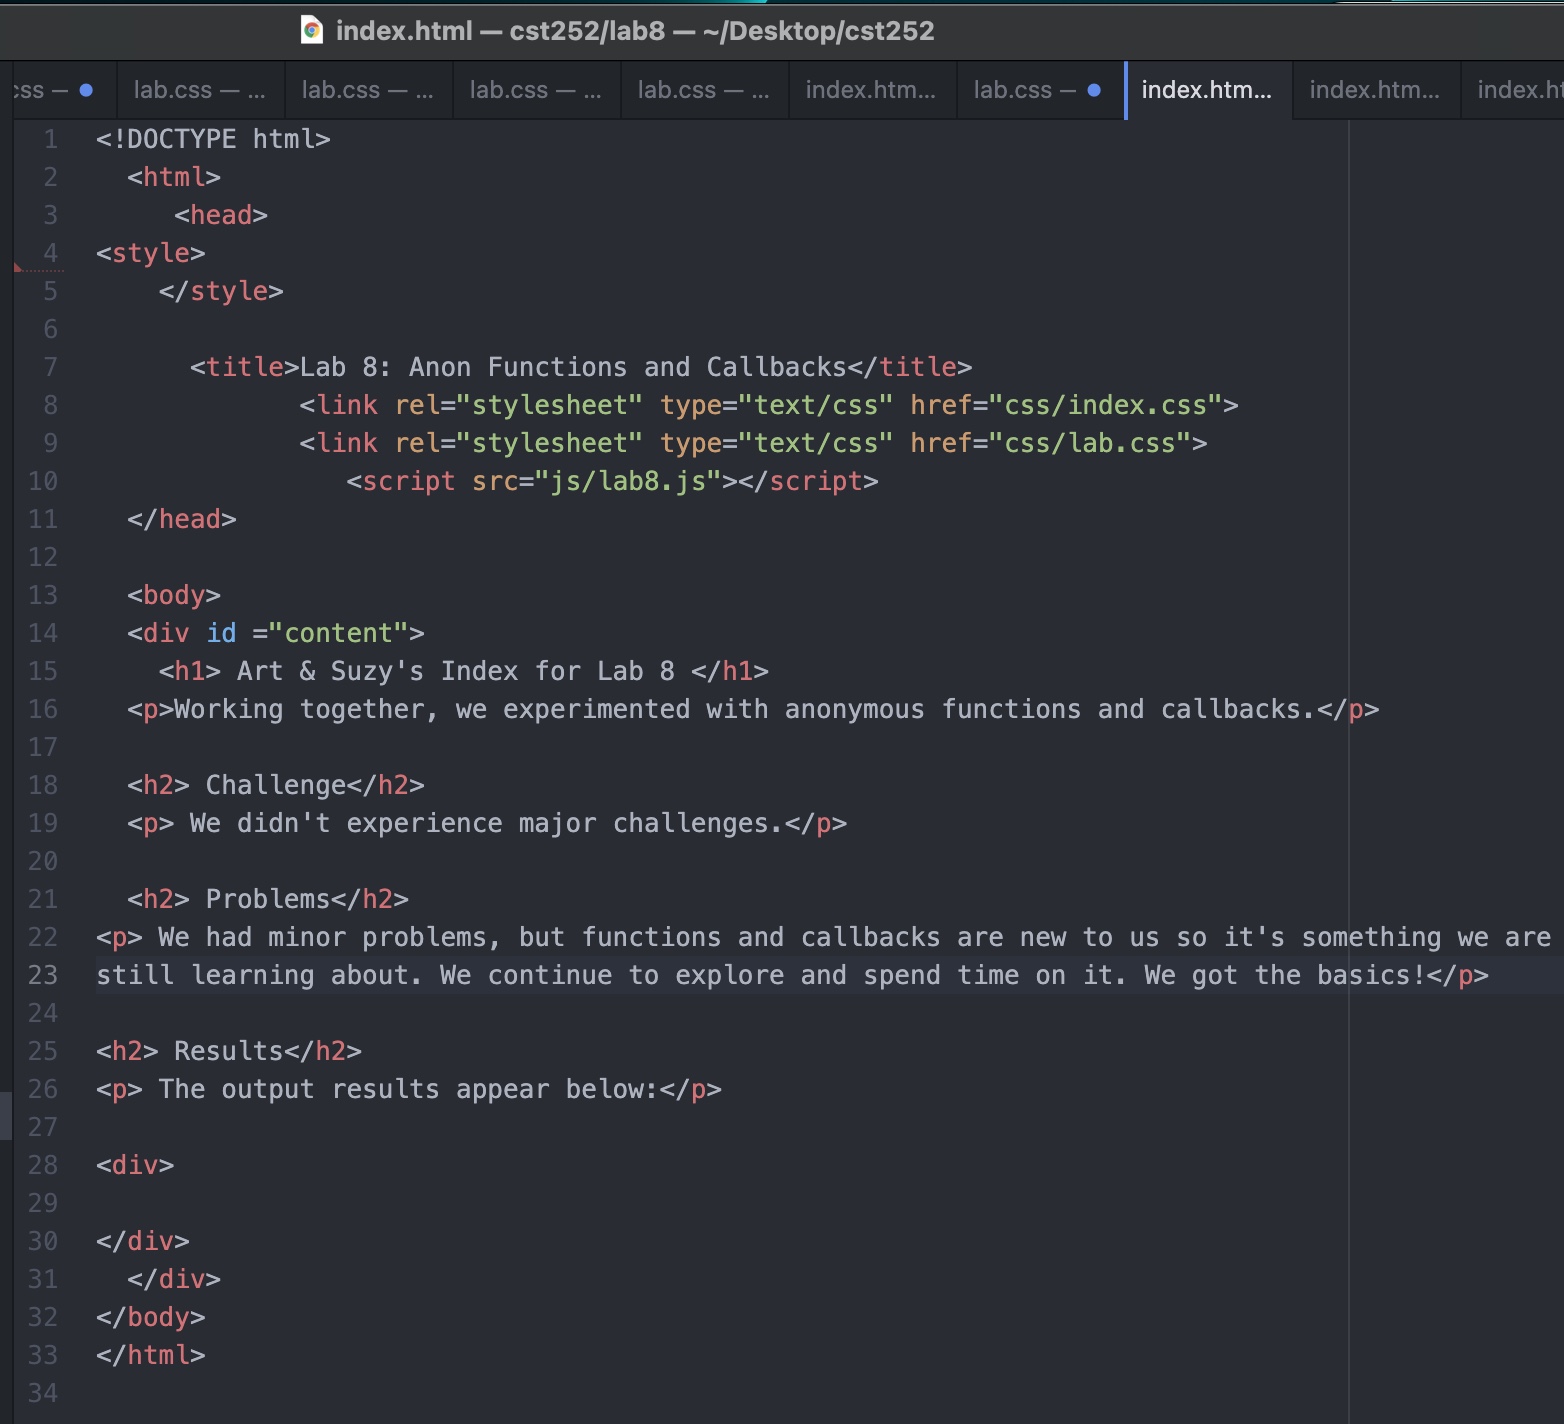 index.html — cst252/lab8 — ~/Desktop/cst252
css — lab.css — ... lab.css — ... lab.css — ... lab.css — ... index.htm... lab.css — index.htm... index.htm... index.ht
1 <!DOCTYPE html>
2 <html>
3 <head>
4 <style>
5 </style>
6
7 <title>Lab 8: Anon Functions and Callbacks</title>
8 <link rel="stylesheet" type="text/css" href="css/index.css">
9 <link rel="stylesheet" type="text/css" href="css/lab.css">
10 <script src="js/lab8.js"></script>
11 </head>
12
13 <body>
14 <div id ="content">
15 <h1> Art & Suzy's Index for Lab 8 </h1>
16 <p>Working together, we experimented with anonymous functions and callbacks.</p>
17
18 <h2> Challenge</h2>
19 <p> We didn't experience major challenges.</p>
20
21 <h2> Problems</h2>
22 <p> We had minor problems, but functions and callbacks are new to us so it's something we are
23 still learning about. We continue to explore and spend time on it. We got the basics!</p>
24
25 <h2> Results</h2>
26 <p> The output results appear below:</p>
27
28 <div>
29
30 </div>
31 </div>
32 </body>
33 </html>
34